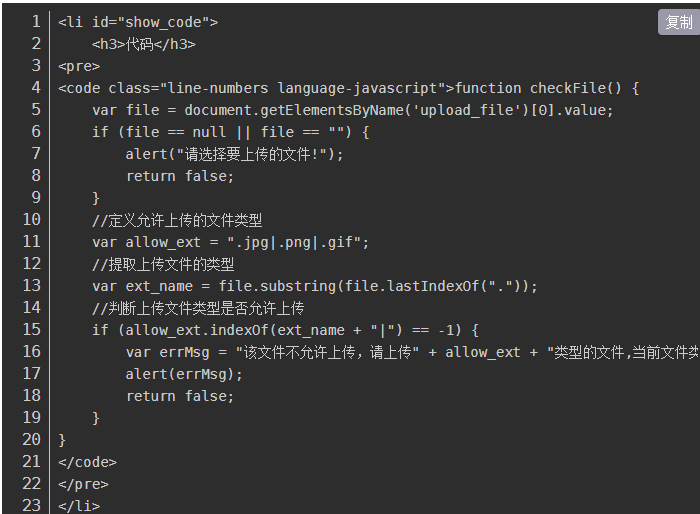 复制
1 <li id="show_code">
2     <h3>代码</h3>
3 <pre>
4 <code class="line-numbers language-javascript">function checkFile() {
5     var file = document.getElementsByName('upload_file')[0].value;
6     if (file == null || file == "") {
7         alert("请选择要上传的文件!");
8         return false;
9     }
10     //定义允许上传的文件类型
11     var allow_ext = ".jpg|.png|.gif";
12     //提取上传文件的类型
13     var ext_name = file.substring(file.lastIndexOf("."));
14     //判断上传文件类型是否允许上传
15     if (allow_ext.indexOf(ext_name + "|") == -1) {
16         var errMsg = "该文件不允许上传，请上传" + allow_ext + "类型的文件,当前文件类
17         alert(errMsg);
18         return false;
19     }
20 }
21 </code>
22 </pre>
23 </li>